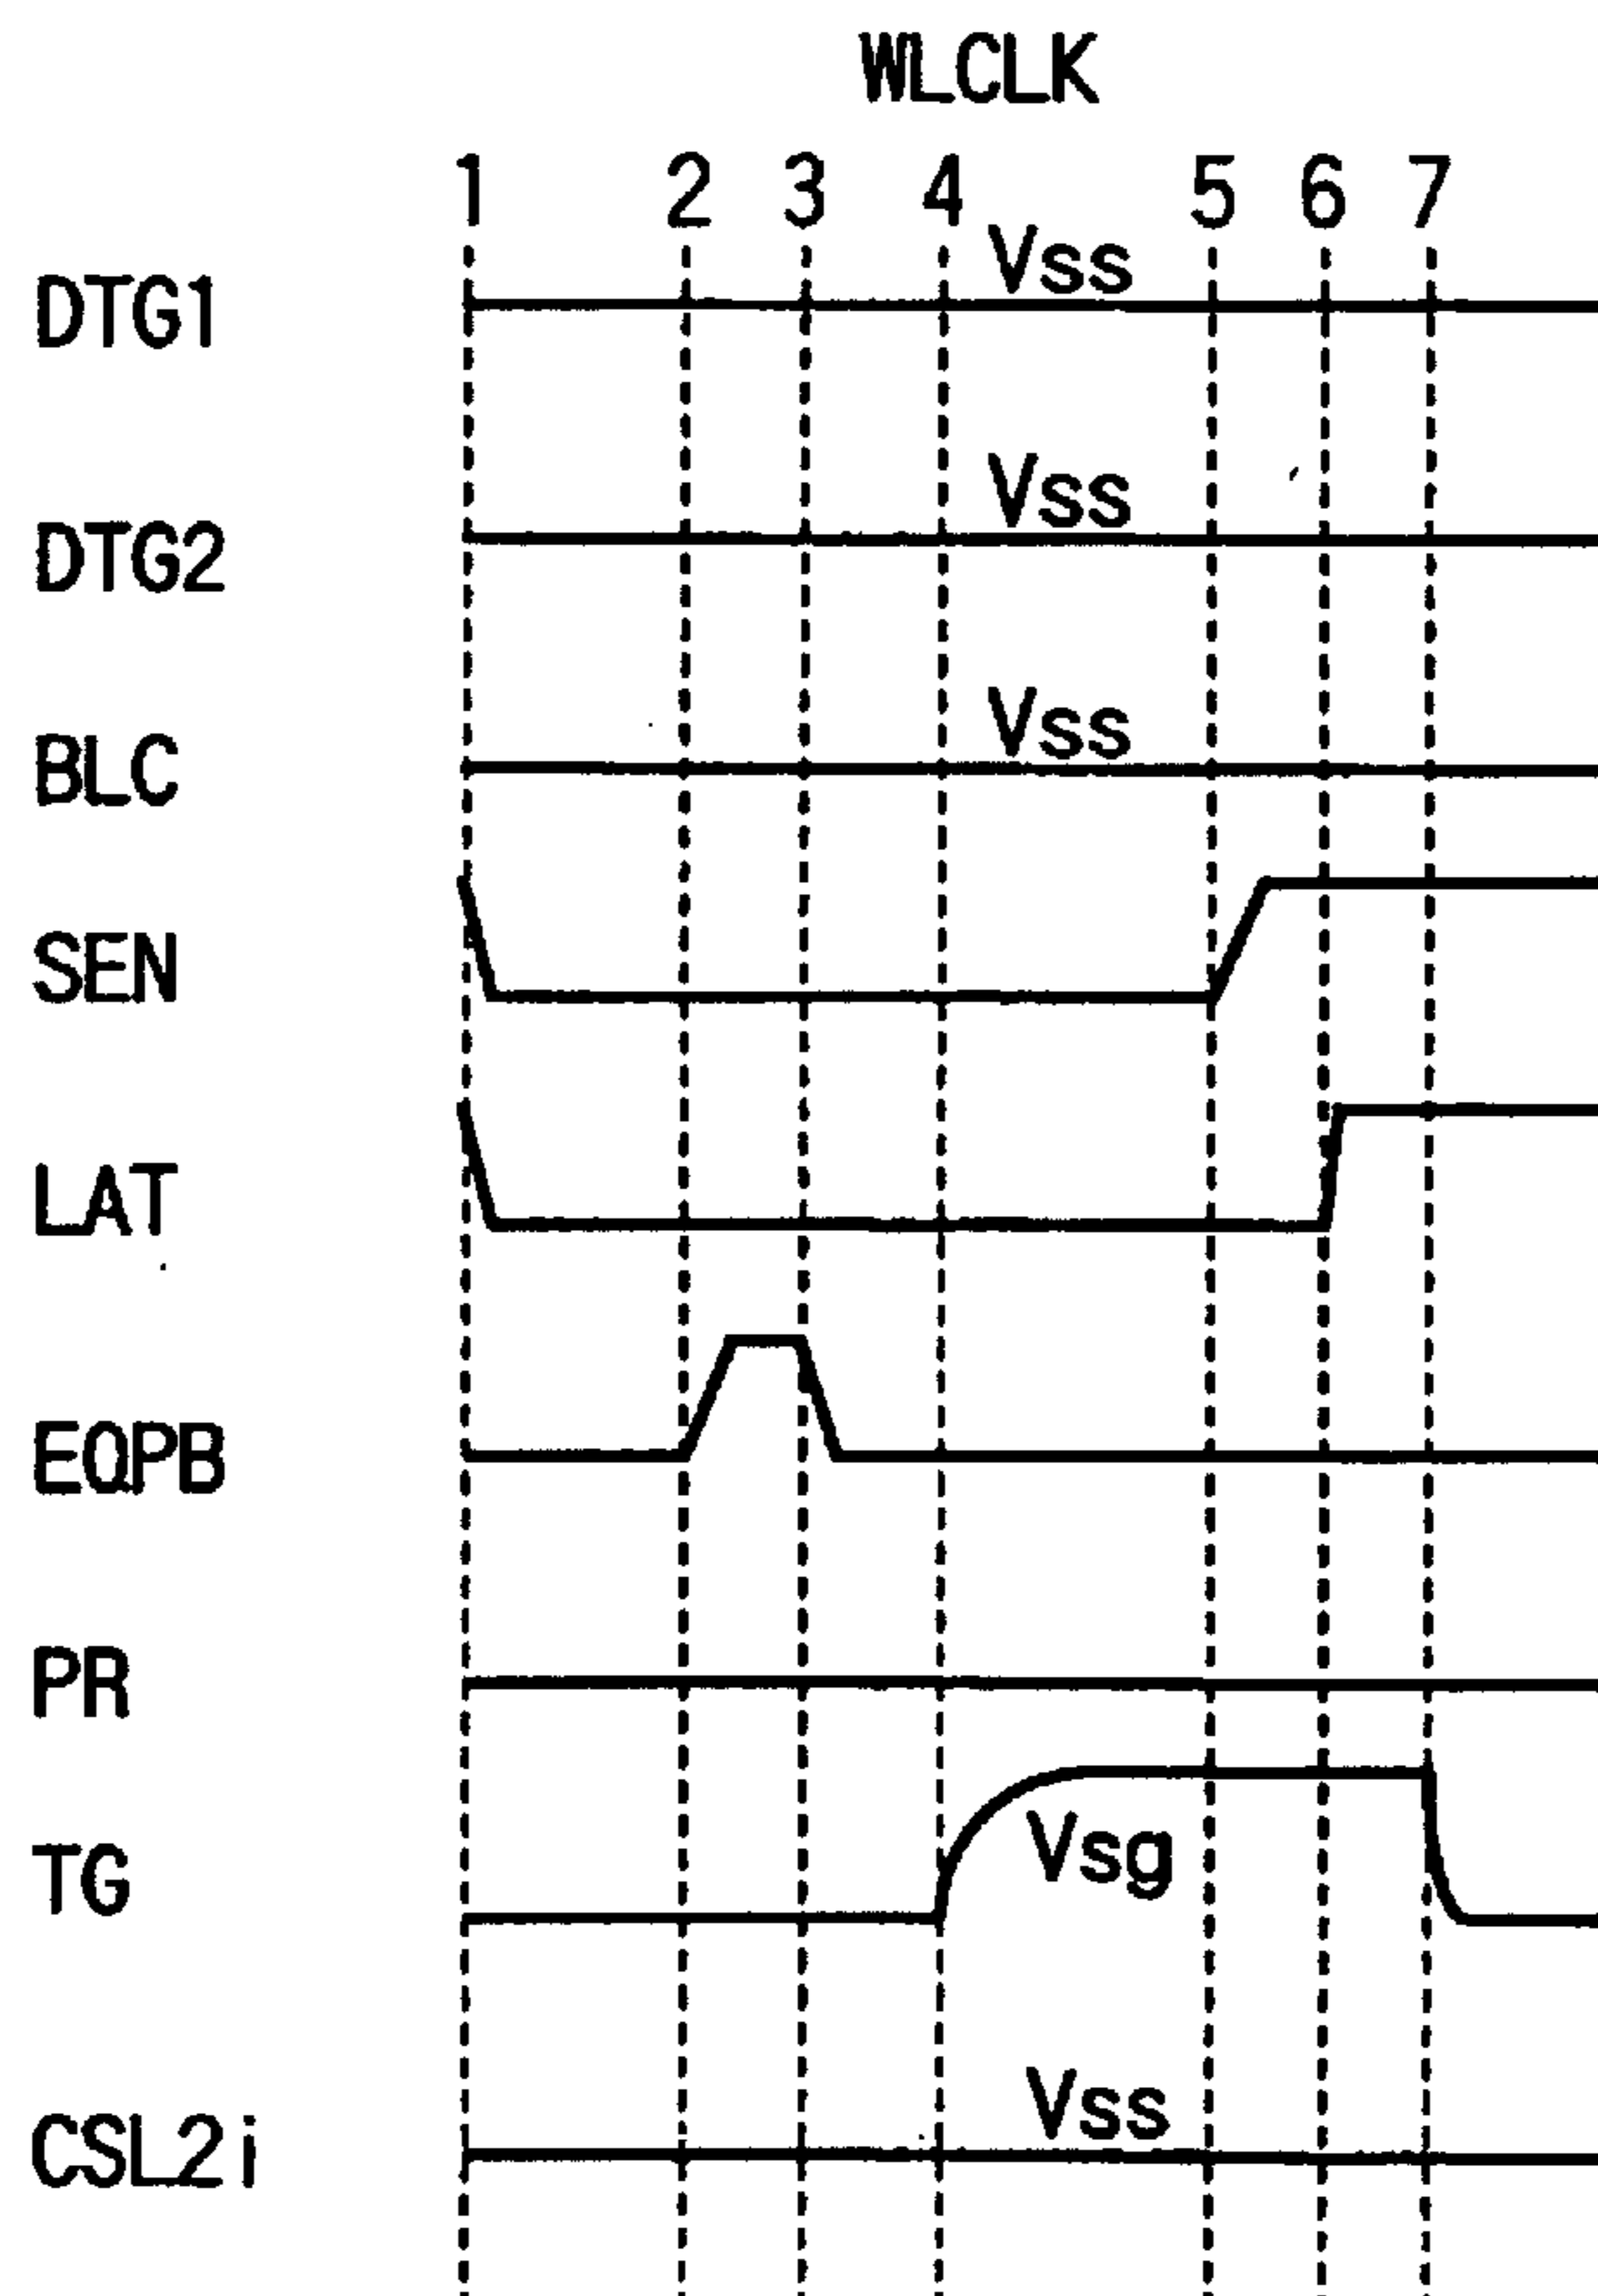 WLCLK
1 2 3 4 5 6 7
DTG1 Vss
DTG2 Vss
BLC Vss
SEN
LAT
EQPB
PR
TG Vsg
CSL2i Vss